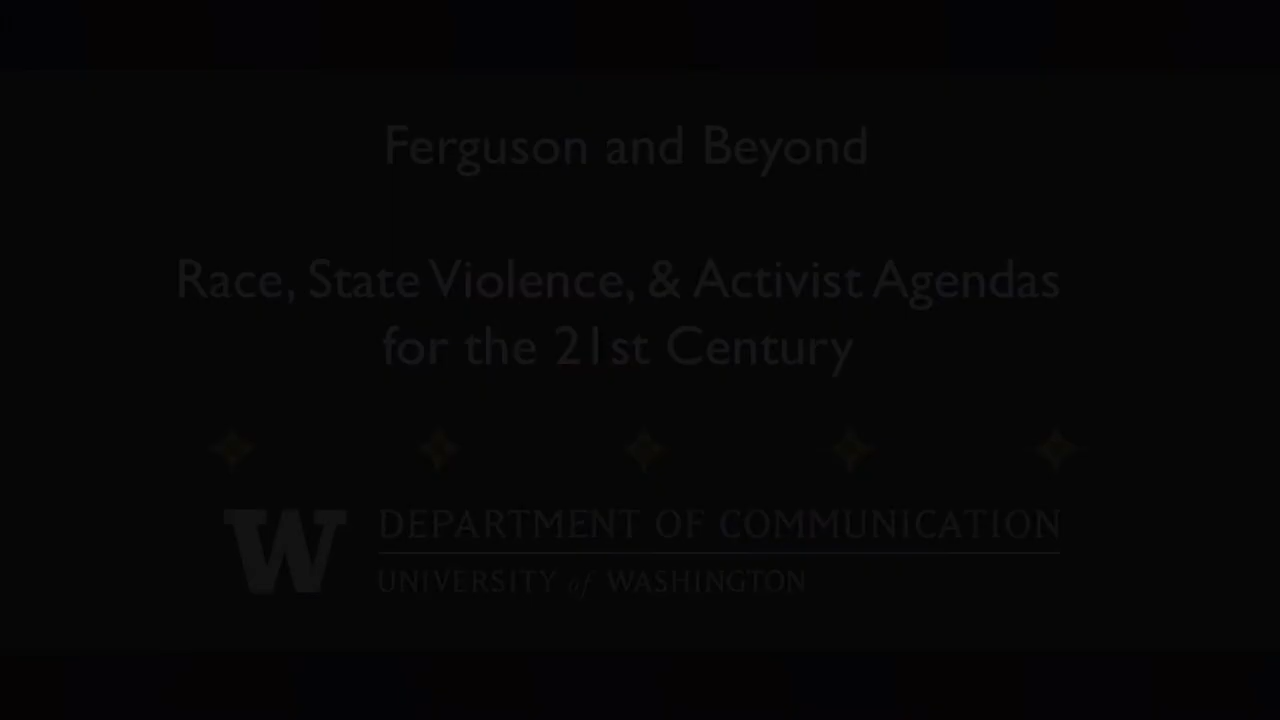 Ferguson and Beyond
Race, State Violence, & Activist Agendas
for the 21st Century
W
DEPARTMENT OF COMMUNICATION
UNIVERSITY of WASHINGTON